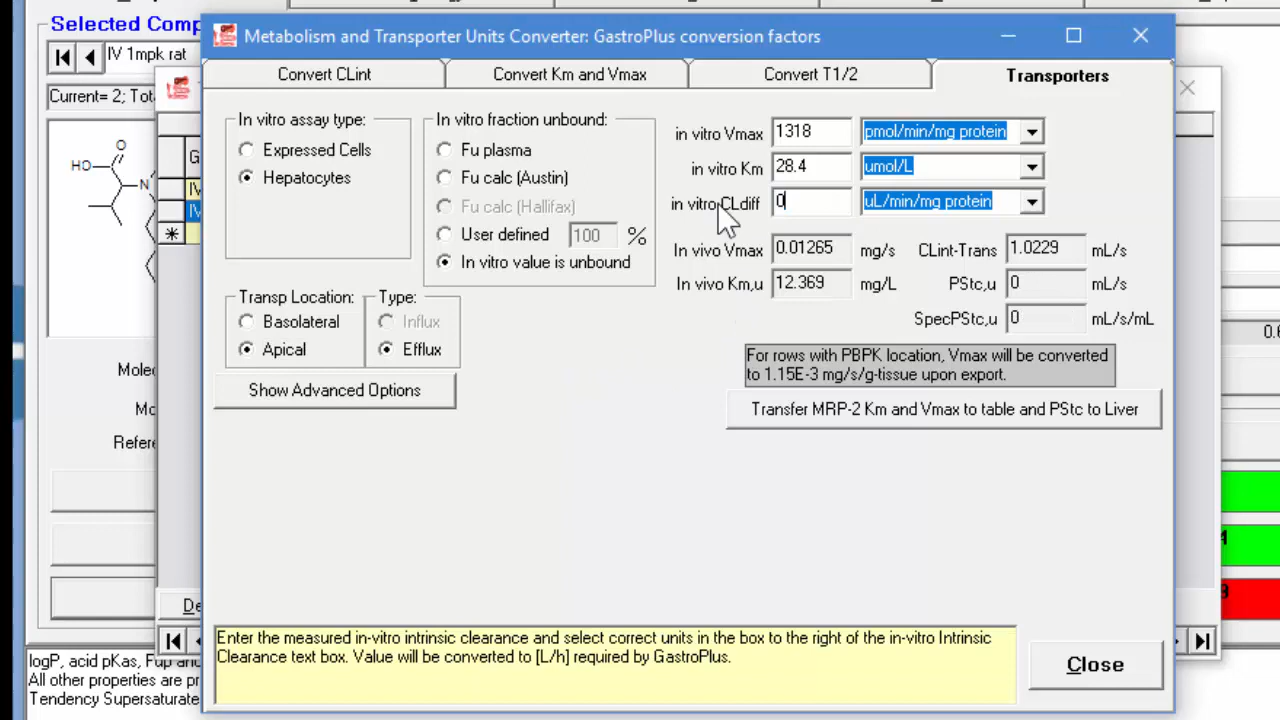 Selected Comp
IV 1mpk rat
Current= 2; Tota
HO
O
N
Metabolism and Transporter Units Converter: GastroPlus conversion factors
Convert CLint
Convert Km and Vmax
Convert T1/2
Transporters
In vitro assay type:
Expressed Cells
Hepatocytes
In vitro fraction unbound:
Fu plasma
Fu calc (Austin)
Fu calc (Hallifax)
User defined 100 %
In vitro value is unbound
in vitro Vmax 1318 pmol/min/mg protein
in vitro Km 28.4 umol/L
in vitro CLdiff 0 uL/min/mg protein
In vivo Vmax 0.01265 mg/s CLint-Trans 1.0229 mL/s
In vivo Km,u 12.369 mg/L PStc,u 0 mL/s
SpecPStc,u 0 mL/s/mL
Transp Location:
Basolateral
Apical
Type:
Influx
Efflux
Show Advanced Options
For rows with PBPK location, Vmax will be converted
to 1.15E-3 mg/s/g-tissue upon export.
Transfer MRP-2 Km and Vmax to table and PStc to Liver
Molec
Mo
Refere
De
Enter the measured in-vitro intrinsic clearance and select correct units in the box to the right of the in-vitro Intrinsic
Clearance text box. Value will be converted to [L/h] required by GastroPlus.
Close
logP, acid pKas, Fup and
All other properties are pr
Tendency Supersaturate